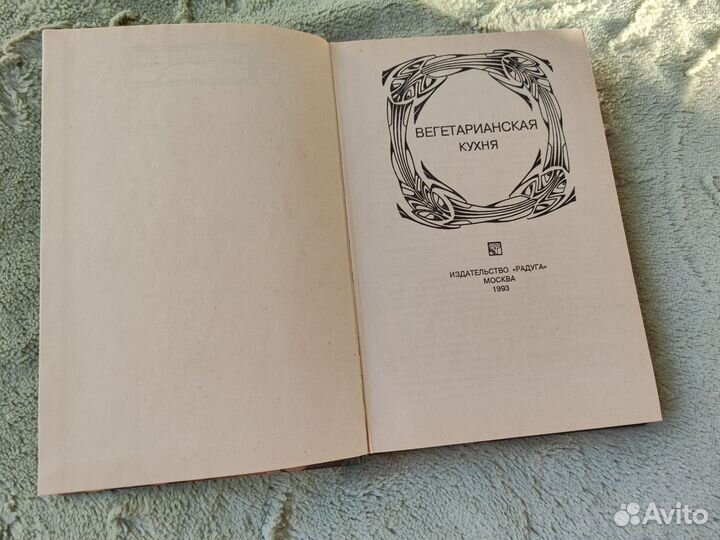 ВЕГЕТАРИАНСКАЯ
КУХНЯ
ИЗДАТЕЛЬСТВО «РАДУГА»
МОСКВА
1993
Avito